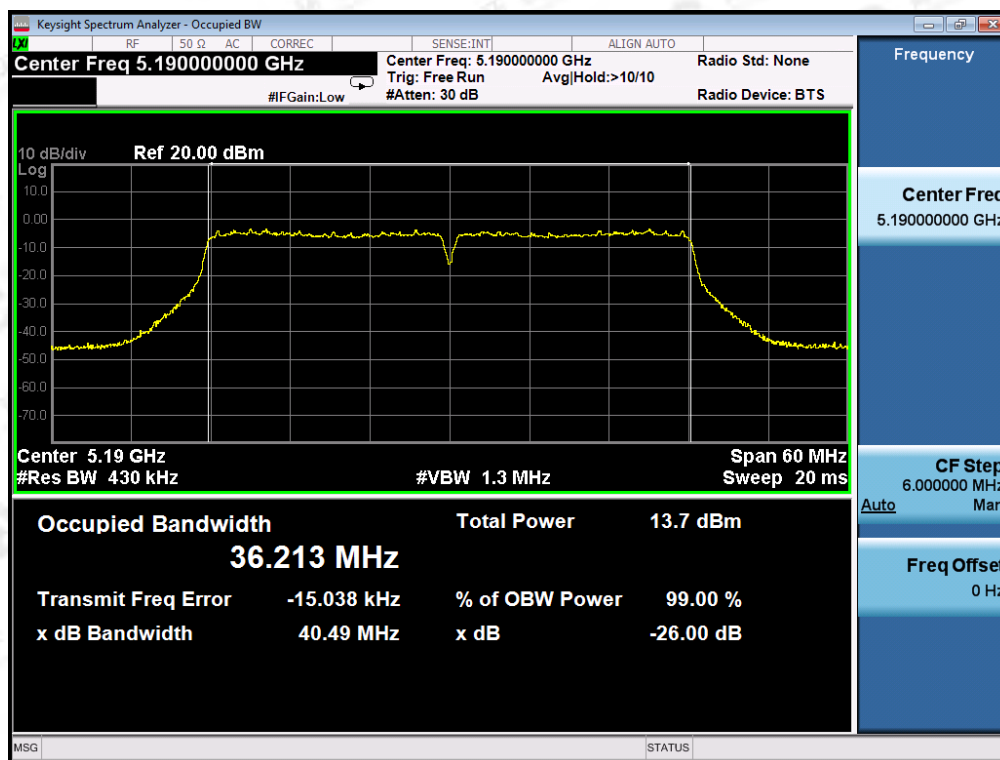 Keysight Spectrum Analyzer - Occupied BW
LXI RF 50 Ω AC CORREC SENSE:INT ALIGN AUTO
Center Freq 5.190000000 GHz
Center Freq: 5.190000000 GHz Radio Std: None
Trig: Free Run Avg|Hold:>10/10
#IFGain:Low #Atten: 30 dB Radio Device: BTS
10 dB/div Ref 20.00 dBm
Log
10.0
0.00
-10.0
-20.0
-30.0
-40.0
-50.0
-60.0
-70.0
Center 5.19 GHz Span 60 MHz
#Res BW 430 kHz #VBW 1.3 MHz Sweep 20 ms
Occupied Bandwidth Total Power 13.7 dBm
36.213 MHz
Transmit Freq Error -15.038 kHz % of OBW Power 99.00 %
x dB Bandwidth 40.49 MHz x dB -26.00 dB
MSG STATUS
Frequency
Center Freq
5.190000000 GHz
CF Step
6.000000 MHz
Auto Man
Freq Offset
0 Hz